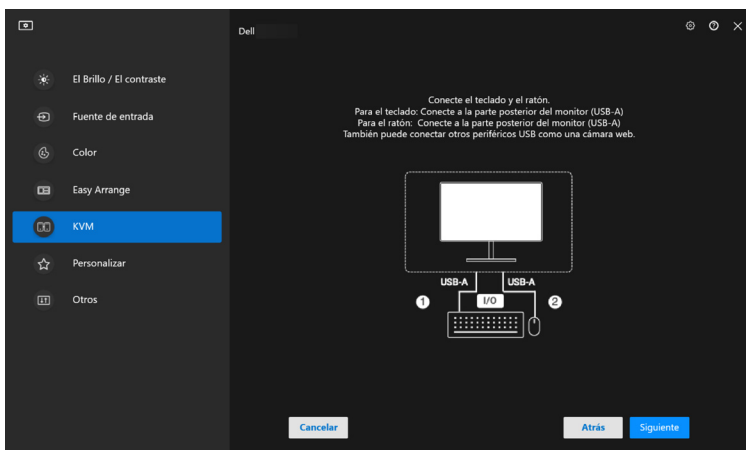 Dell
El Brillo / El contraste
Fuente de entrada
Color
Easy Arrange
KVM
Personalizar
Otros
Conecte el teclado y el ratón.
Para el teclado: Conecte a la parte posterior del monitor (USB-A)
Para el ratón: Conecte a la parte posterior del monitor (USB-A)
También puede conectar otros periféricos USB como una cámara web.
USB-A USB-A
1 I/O 2
Cancelar Atrás Siguiente